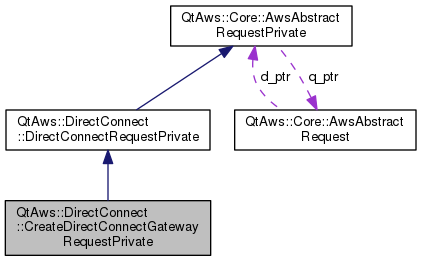 QtAws::Core::AwsAbstract
RequestPrivate
d_ptr
q_ptr
QtAws::DirectConnect
::DirectConnectRequestPrivate
QtAws::Core::AwsAbstract
Request
QtAws::DirectConnect
::CreateDirectConnectGateway
RequestPrivate